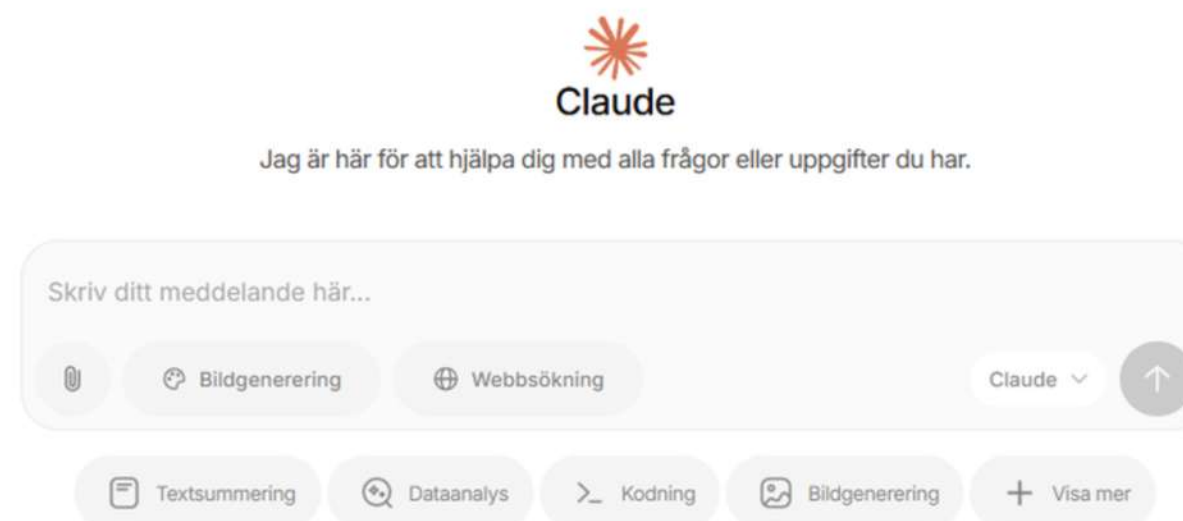 Claude
Jag är här för att hjälpa dig med alla frågor eller uppgifter du har.
Skriv ditt meddelande här...
Bildgenerering Webbsökning Claude
Textsummering Dataanalys Kodning Bildgenerering Visa mer